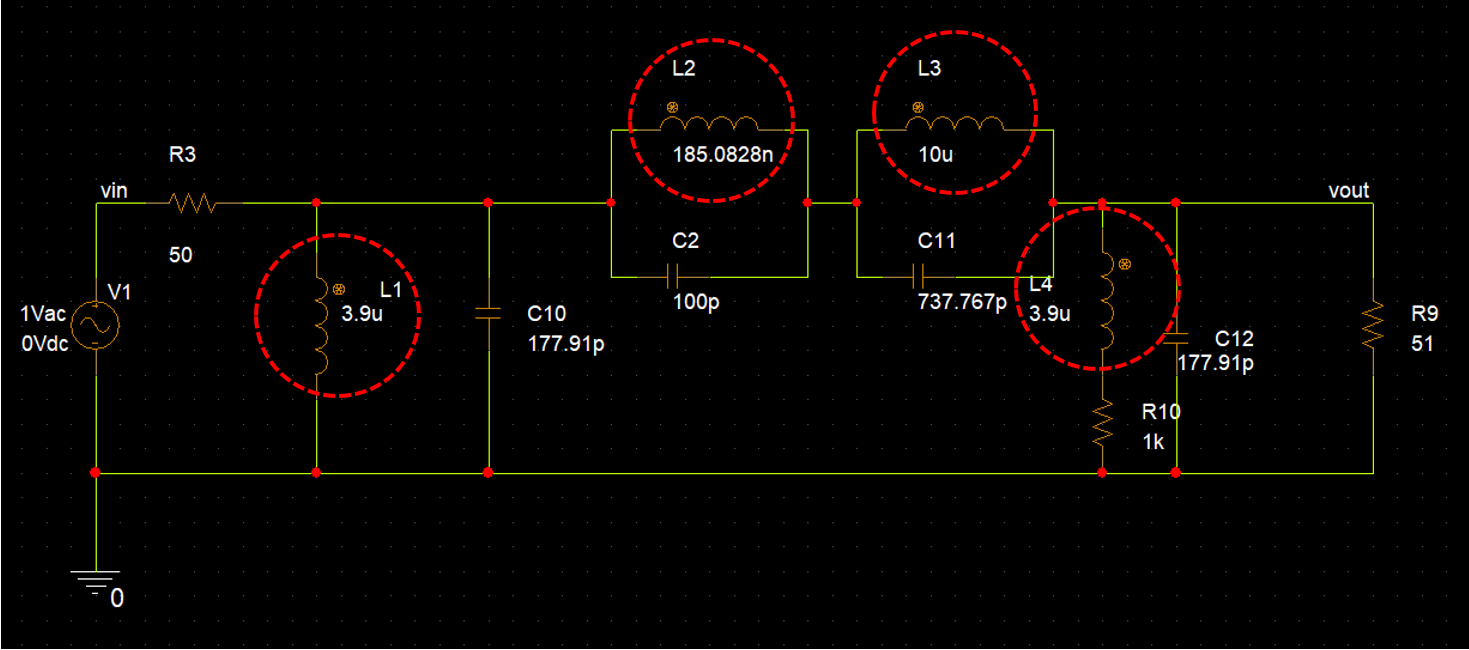 L2
L3
185.0828n
10u
R3
vin
vout
50
C2
C11
100p
737.767p
V1
1Vac
0Vdc
L1
3.9u
C10
177.91p
L4
3.9u
C12
177.91p
R9
51
R10
1k
0